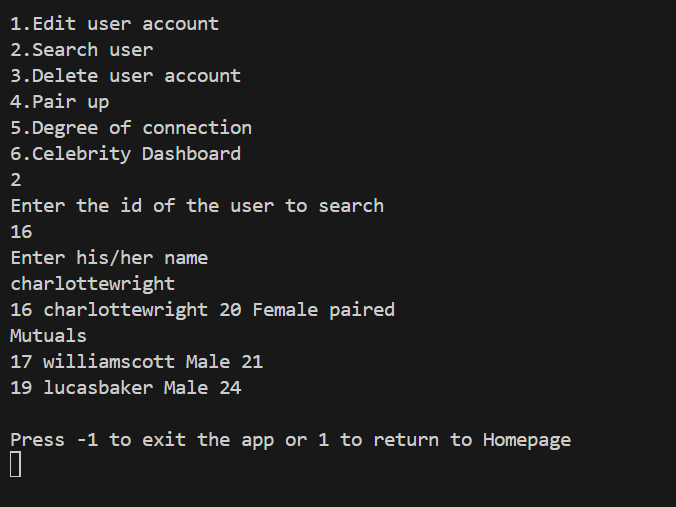 1.Edit user account
2.Search user
3.Delete user account
4.Pair up
5.Degree of connection
6.Celebrity Dashboard
2
Enter the id of the user to search
16
Enter his/her name
charlottewright
16 charlottewright 20 Female paired
Mutuals
17 williamscott Male 21
19 lucasbaker Male 24
Press -1 to exit the app or 1 to return to Homepage